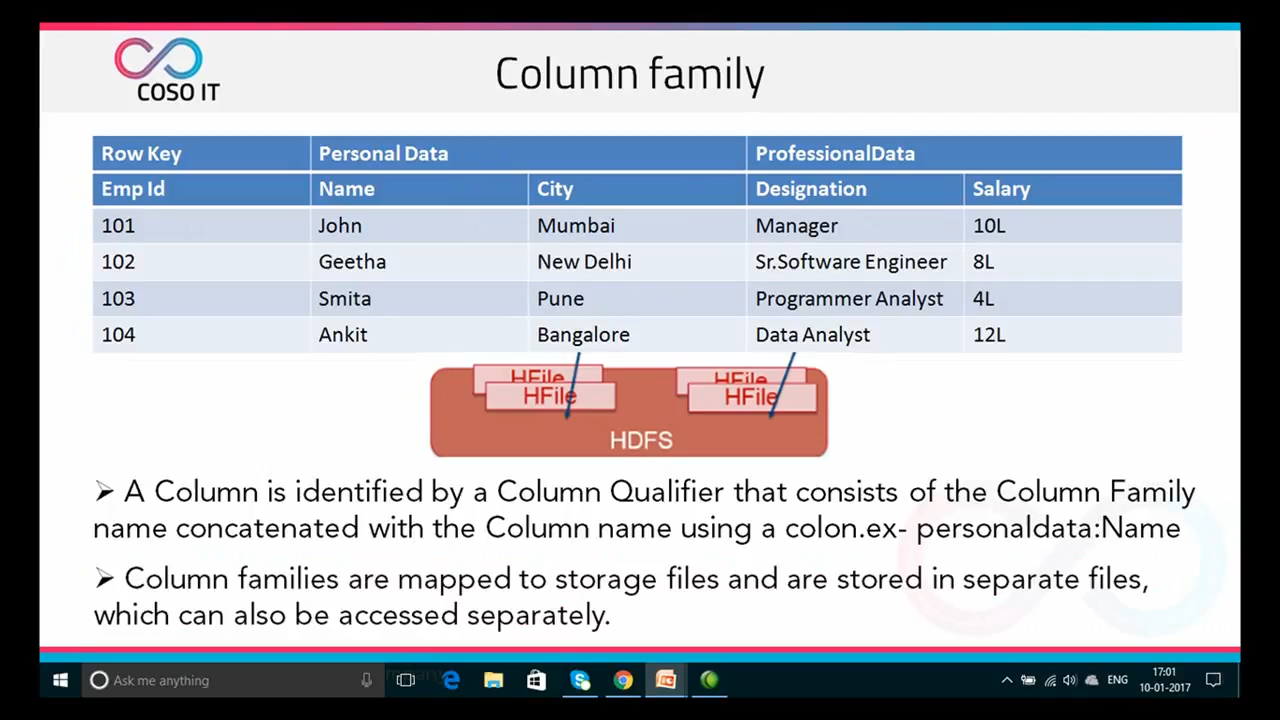 COSO IT
Column family
Row Key Personal Data ProfessionalData
Emp Id Name City Designation Salary
101 John Mumbai Manager 10L
102 Geetha New Delhi Sr.Software Engineer 8L
103 Smita Pune Programmer Analyst 4L
104 Ankit Bangalore Data Analyst 12L
HFile HFile
HFile HFile
HDFS
➢ A Column is identified by a Column Qualifier that consists of the Column Family
name concatenated with the Column name using a colon.ex- personaldata:Name
➢ Column families are mapped to storage files and are stored in separate files,
which can also be accessed separately.
Ask me anything
ENG
17:01
10-01-2017